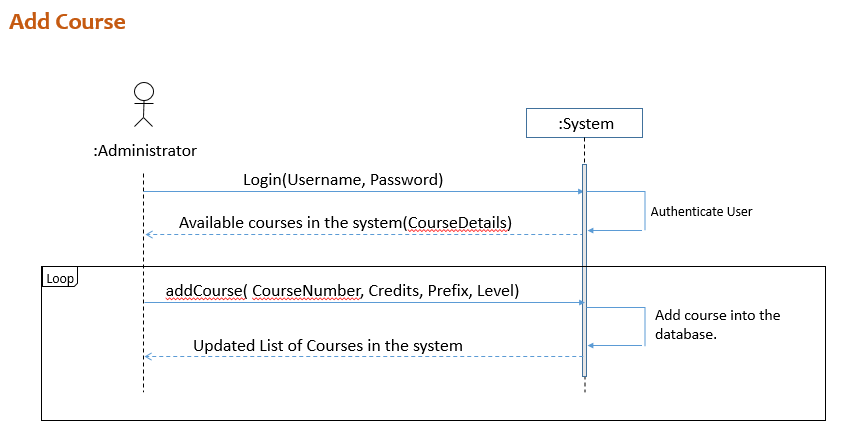 Add Course
:Administrator
:System
Login(Username, Password)
Authenticate User
Available courses in the system(CourseDetails)
Loop
addCourse( CourseNumber, Credits, Prefix, Level)
Add course into the
database.
Updated List of Courses in the system